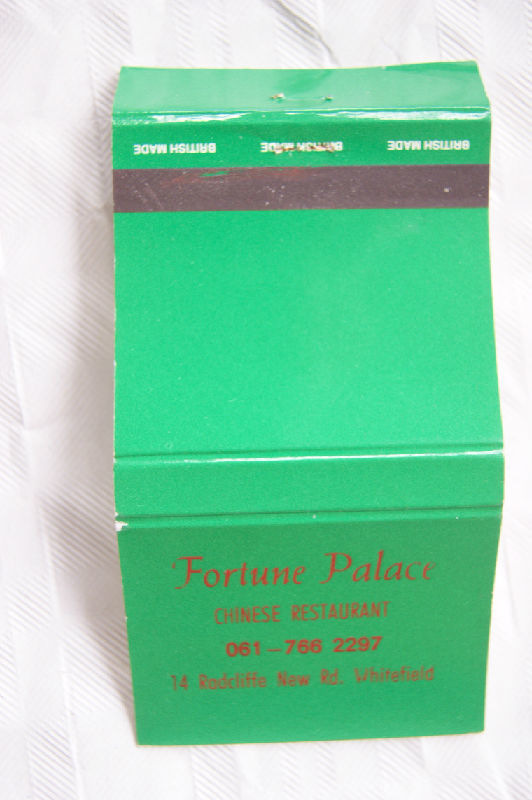 BRITISH MADE BRITISH MADE BRITISH MADE
Fortune Palace
CHINESE RESTAURANT
061-766 2297
14 Radcliffe New Rd. Whitefield